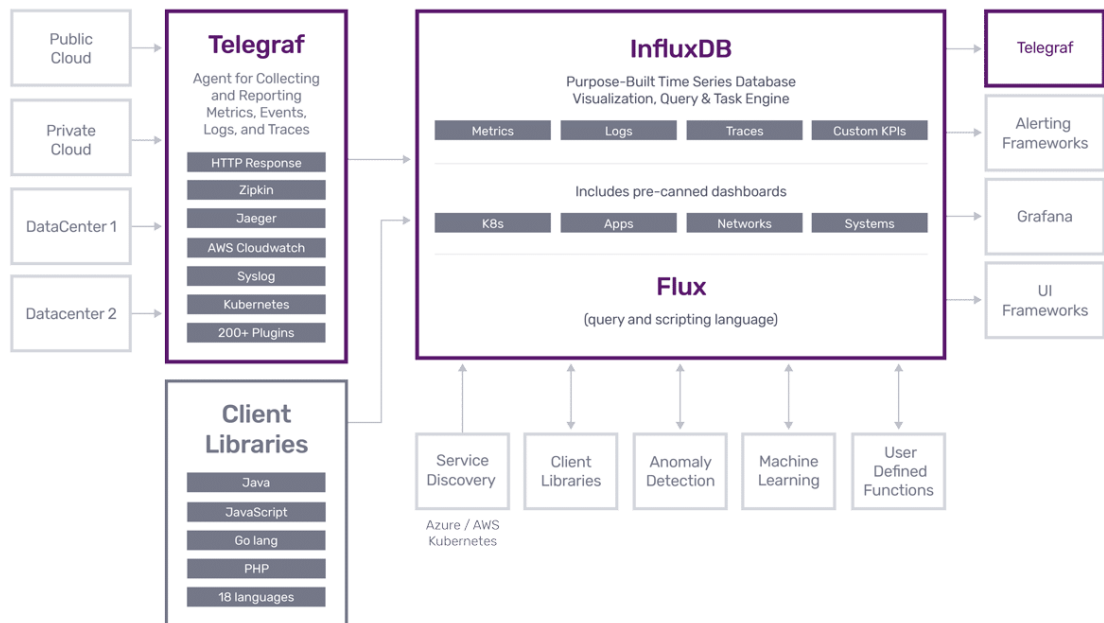 Public
Cloud
Private
Cloud
DataCenter 1
Datacenter 2
Telegraf
Agent for Collecting
and Reporting
Metrics, Events,
Logs, and Traces
HTTP Response
Zipkin
Jaeger
AWS Cloudwatch
Syslog
Kubernetes
200+ Plugins
Client
Libraries
Java
JavaScript
Go lang
PHP
18 languages
InfluxDB
Purpose-Built Time Series Database
Visualization, Query & Task Engine
Metrics
Logs
Traces
Custom KPIs
Includes pre-canned dashboards
K8s
Apps
Networks
Systems
Flux
(query and scripting language)
Service
Discovery
Azure / AWS
Kubernetes
Client
Libraries
Anomaly
Detection
Machine
Learning
User
Defined
Functions
Telegraf
Alerting
Frameworks
Grafana
UI
Frameworks